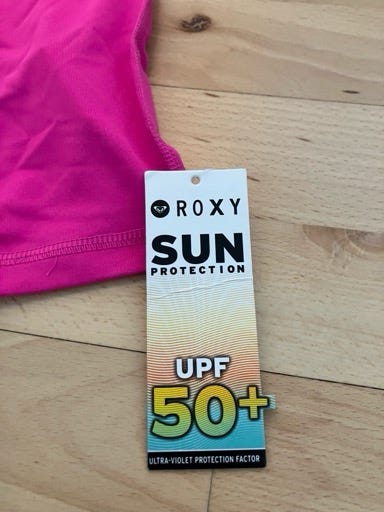 ROXY
SUN
PROTECTION
UPF
50+
ULTRA-VIOLET PROTECTION FACTOR